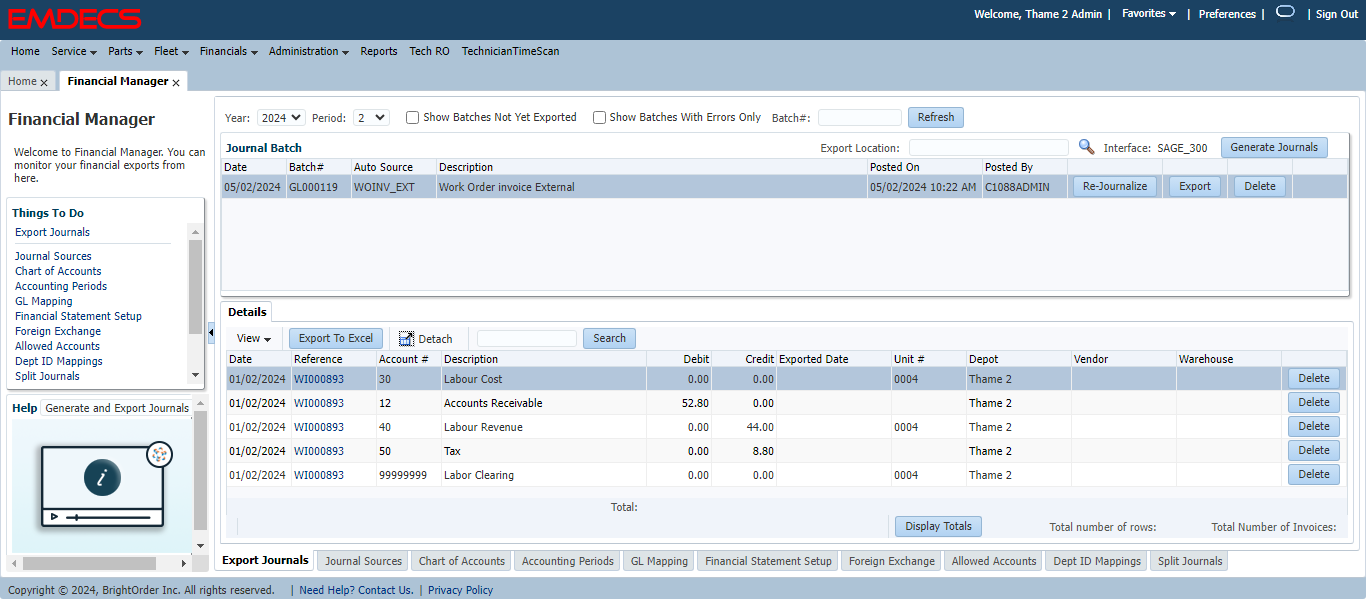 EMDECS
Welcome, Thame 2 Admin | Favorites | Preferences | | Sign Out
Home Service Parts Fleet Financials Administration Reports Tech RO TechnicianTimeScan
Home x Financial Manager x
Financial Manager
Welcome to Financial Manager. You can
monitor your financial exports from
here.
Things To Do
Export Journals
Journal Sources
Chart of Accounts
Accounting Periods
GL Mapping
Financial Statement Setup
Foreign Exchange
Allowed Accounts
Dept ID Mappings
Split Journals
Help Generate and Export Journals
i
Year: 2024 Period: 2 Show Batches Not Yet Exported Show Batches With Errors Only Batch#: Refresh
Journal Batch Export Location: Interface: SAGE_300 Generate Journals
Date Batch# Auto Source Description Posted On Posted By
05/02/2024 GL000119 WOINV_EXT Work Order invoice External 05/02/2024 10:22 AM C1088ADMIN Re-Journalize Export Delete
Details
View Export To Excel Detach Search
Date Reference Account # Description Debit Credit Exported Date Unit # Depot Vendor Warehouse
01/02/2024 WI000893 30 Labour Cost 0.00 0.00 0004 Thame 2 Delete
01/02/2024 WI000893 12 Accounts Receivable 52.80 0.00 Thame 2 Delete
01/02/2024 WI000893 40 Labour Revenue 0.00 44.00 0004 Thame 2 Delete
01/02/2024 WI000893 50 Tax 0.00 8.80 Thame 2 Delete
01/02/2024 WI000893 99999999 Labor Clearing 0.00 0.00 0004 Thame 2 Delete
Total:
Display Totals Total number of rows: Total Number of Invoices:
Export Journals Journal Sources Chart of Accounts Accounting Periods GL Mapping Financial Statement Setup Foreign Exchange Allowed Accounts Dept ID Mappings Split Journals
Copyright © 2024, BrightOrder Inc. All rights reserved. | Need Help? Contact Us. | Privacy Policy